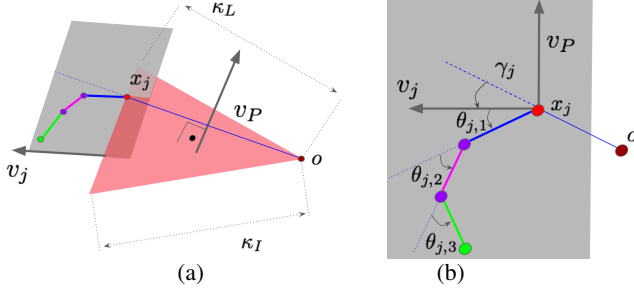 κ_L
x_j
v_P
o
v_j
κ_I
(a)
v_P
γ_j
v_j
x_j
θ_{j,1}
o
θ_{j,2}
θ_{j,3}
(b)